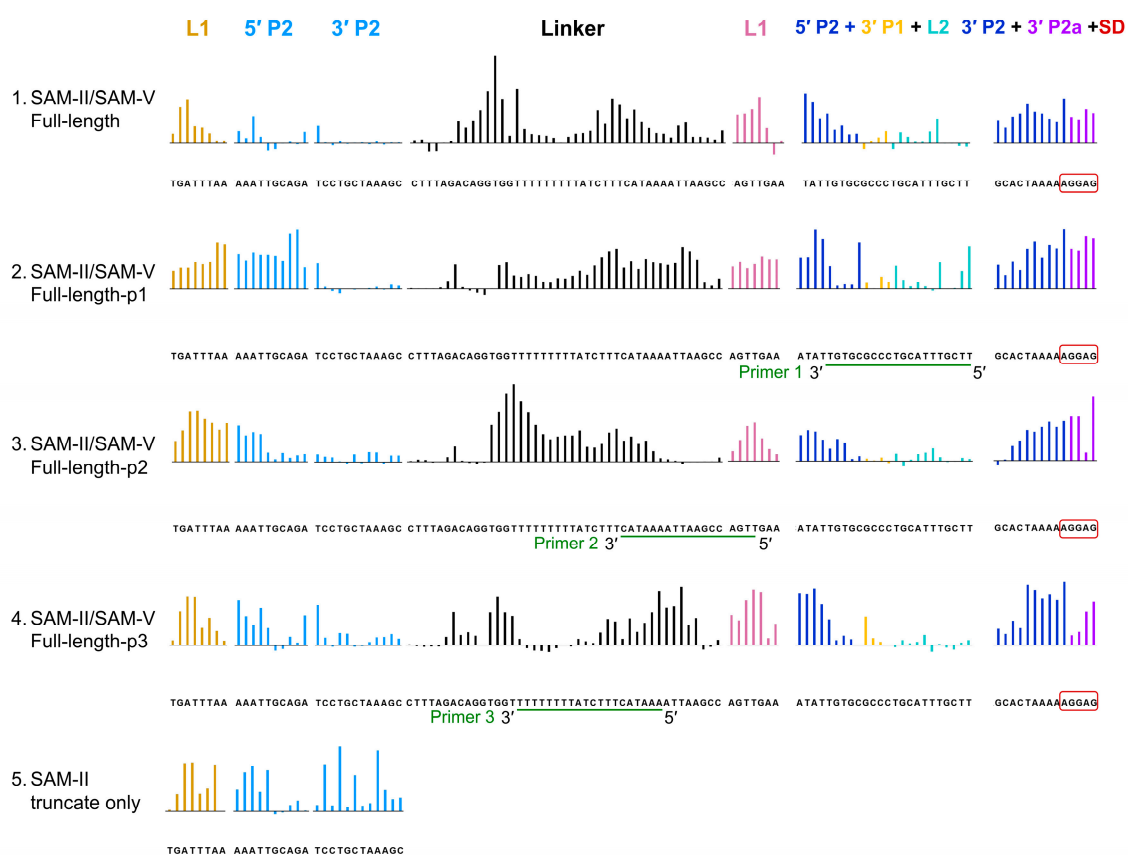 L1 5′ P2 3′ P2 Linker L1 5′ P2 + 3′ P1 + L2 3′ P2 + 3′ P2a +SD
1. SAM-II/SAM-V
Full-length
TGATTTAA AAATTGCAGA TCCTGCTAAAGC CTTTAGACAGGTGGTTTTTTTTTTATCTTTCATAAAATTAAGCC AGTTGAA TATTGTGCGCCCTGCATTTGCTT GCACTAAAAAGGAG
2. SAM-II/SAM-V
Full-length-p1
TGATTTAA AAATTGCAGA TCCTGCTAAAGC CTTTAGACAGGTGGTTTTTTTTTTATCTTTCATAAAATTAAGCC AGTTGAA ATATTGTGCGCCCTGCATTTGCTT GCACTAAAAAGGAG
Primer 1 3′ 5′
3. SAM-II/SAM-V
Full-length-p2
TGATTTAA AAATTGCAGA TCCTGCTAAAGC CTTTAGACAGGTGGTTTTTTTTTTATCTTTCATAAAATTAAGCC AGTTGAA ATATTGTGCGCCCTGCATTTGCTT GCACTAAAAAGGAG
Primer 2 3′ 5′
4. SAM-II/SAM-V
Full-length-p3
TGATTTAA AAATTGCAGA TCCTGCTAAAGC CTTTAGACAGGTGGTTTTTTTTTTATCTTTCATAAAATTAAGCC AGTTGAA ATATTGTGCGCCCTGCATTTGCTT GCACTAAAAAGGAG
Primer 3 3′ 5′
5. SAM-II
truncate only
TGATTTAA AAATTGCAGA TCCTGCTAAAGC